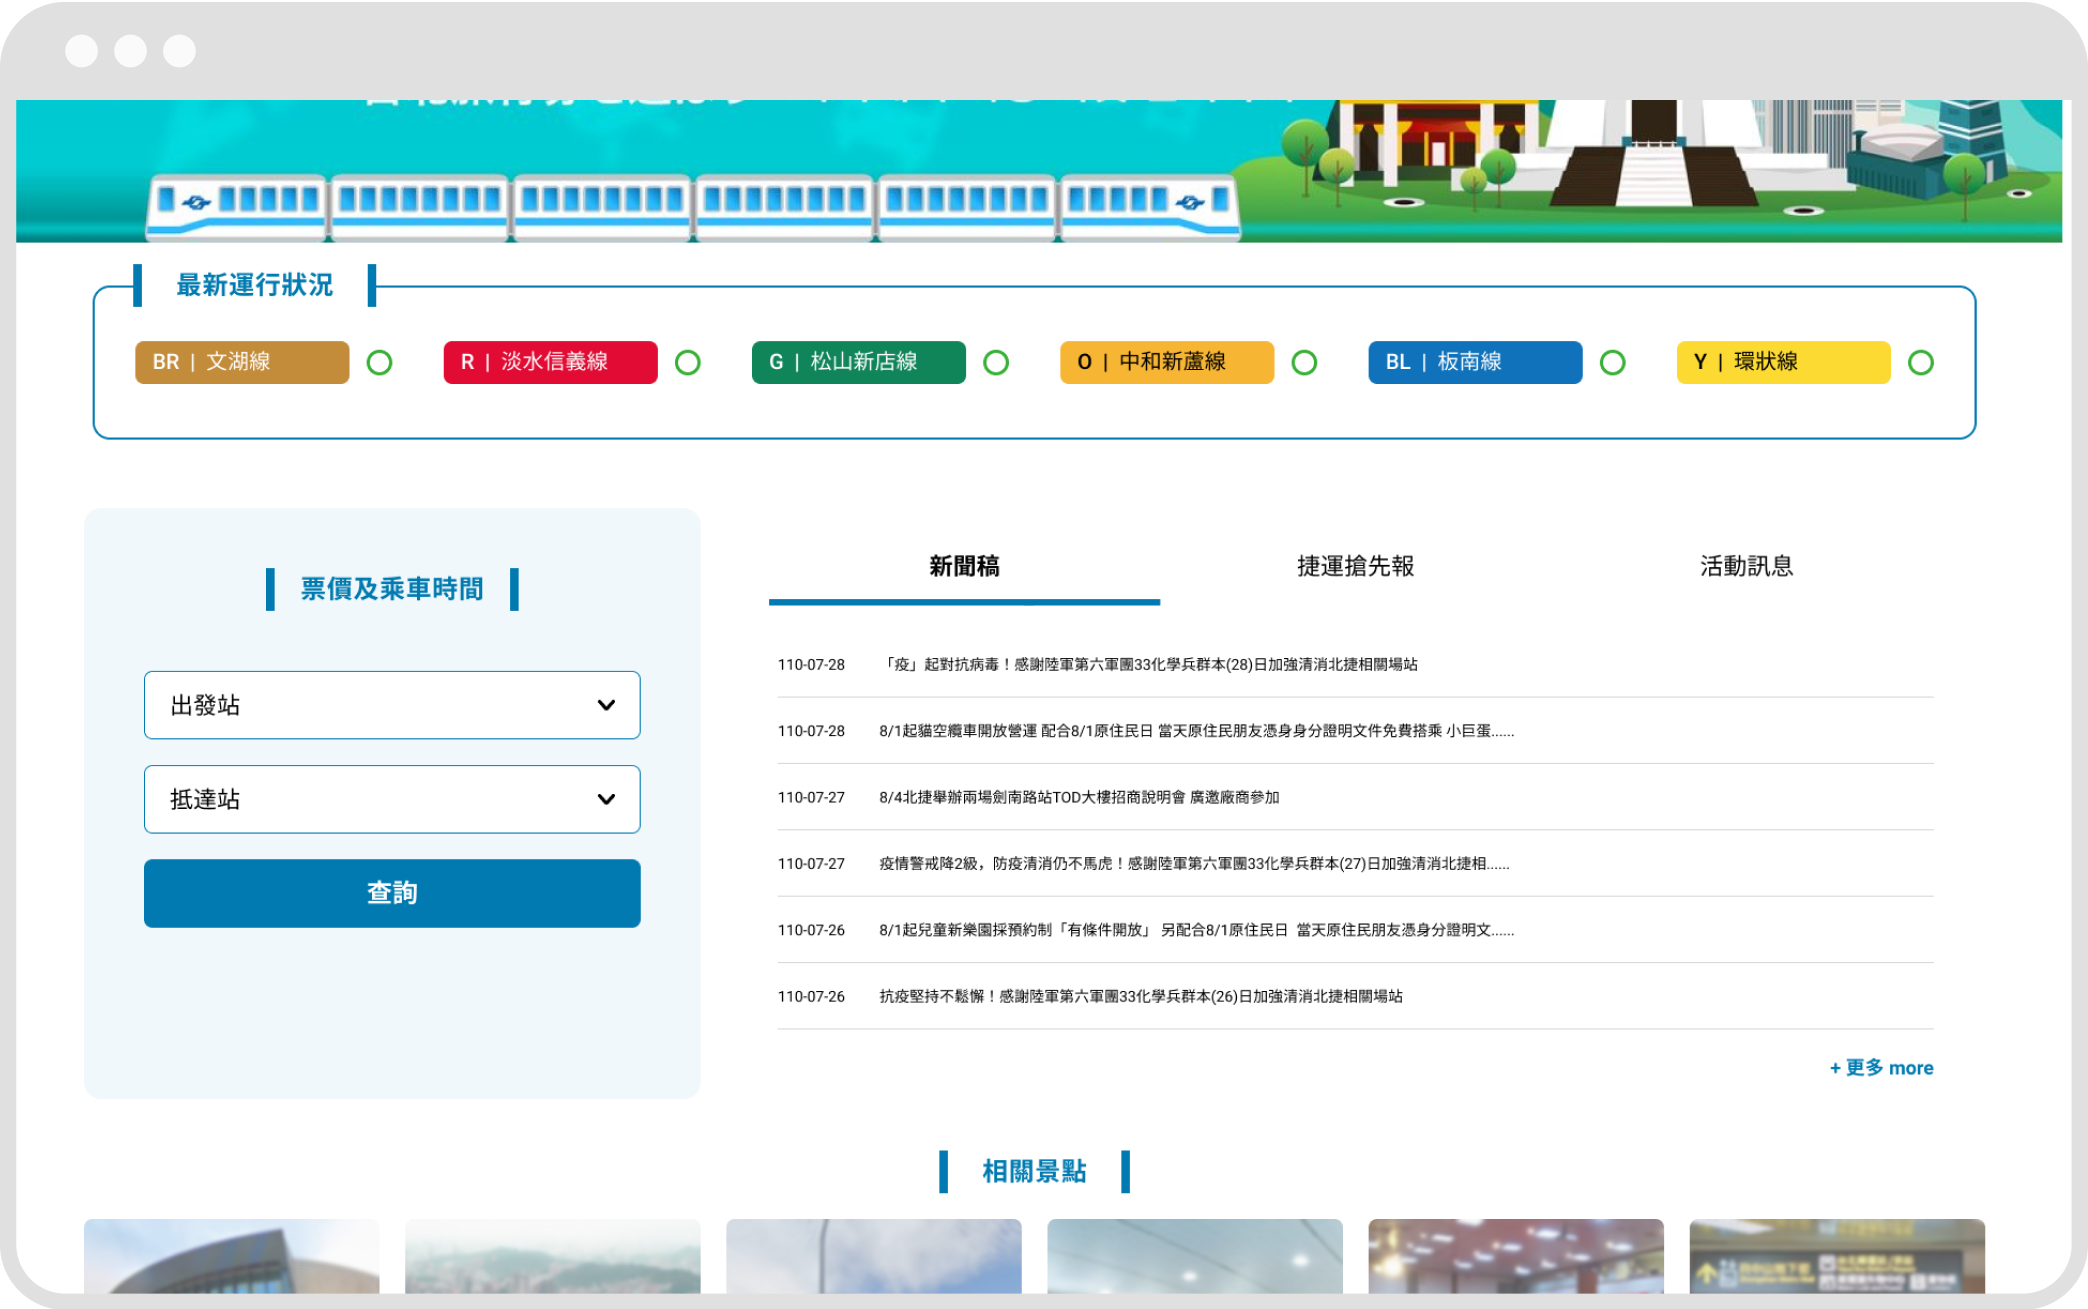 最新運行狀況
BR | 文湖線
R | 淡水信義線
G | 松山新店線
O | 中和新蘆線
BL | 板南線
Y | 環狀線
票價及乘車時間
出發站
抵達站
查詢
新聞稿
捷運搶先報
活動訊息
110-07-28 「疫」起對抗病毒！感謝陸軍第六軍團33化學兵群本(28)日加強清消北捷相關場站
110-07-28 8/1起貓空纜車開放營運 配合8/1原住民日 當天原住民朋友憑身身分證明文件免費搭乘 小巨蛋......
110-07-27 8/4北捷舉辦兩場劍南路站TOD大樓招商說明會 廣邀廠商參加
110-07-27 疫情警戒降2級，防疫清消仍不馬虎！感謝陸軍第六軍團33化學兵群本(27)日加強清消北捷相......
110-07-26 8/1起兒童新樂園採預約制「有條件開放」 另配合8/1原住民日 當天原住民朋友憑身分證明文......
110-07-26 抗疫堅持不鬆懈！感謝陸軍第六軍團33化學兵群本(26)日加強清消北捷相關場站
+ 更多 more
相關景點